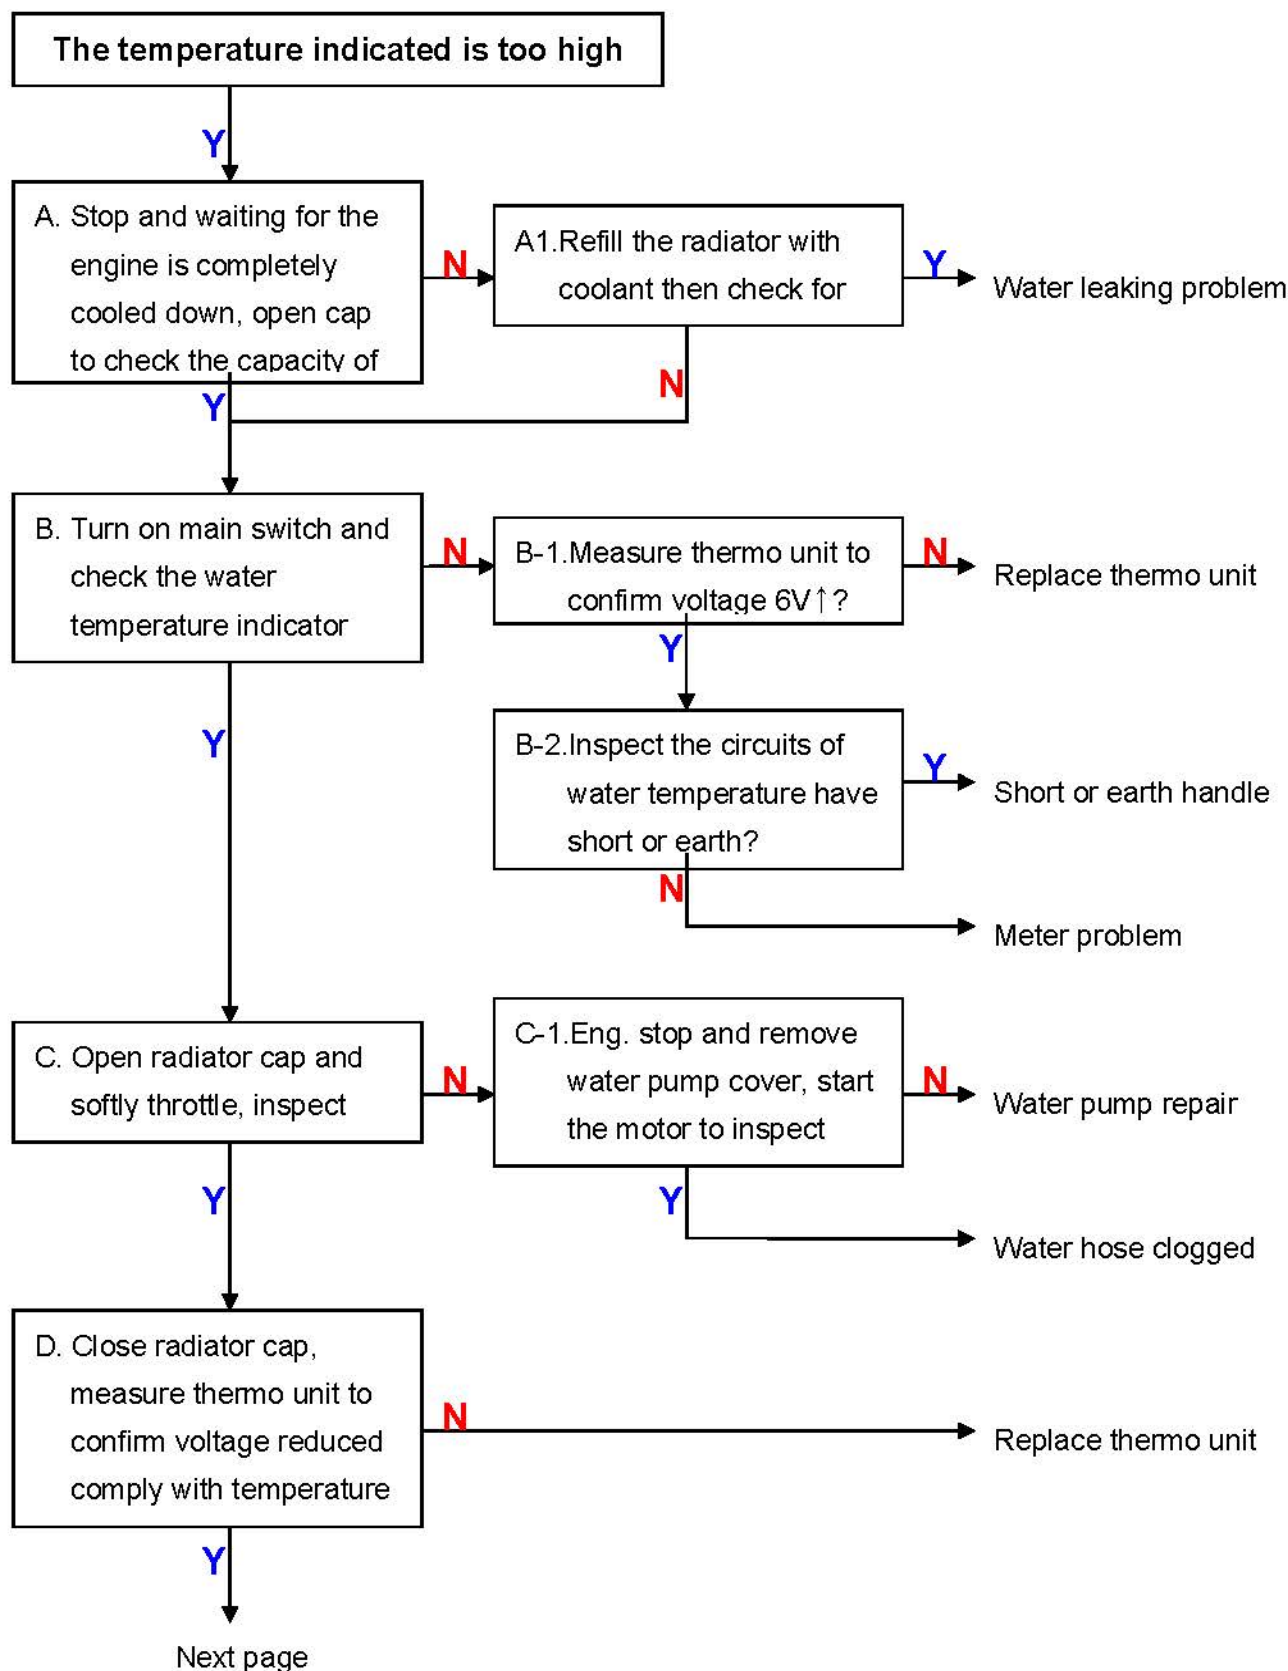 The temperature indicated is too high
Y
A. Stop and waiting for the
engine is completely
cooled down, open cap
to check the capacity of
N
A1.Refill the radiator with
coolant then check for
Y
Water leaking problem
N
Y
B. Turn on main switch and
check the water
temperature indicator
N
B-1.Measure thermo unit to
confirm voltage 6V↑?
N
Replace thermo unit
Y
B-2.Inspect the circuits of
water temperature have
short or earth?
Y
Short or earth handle
N
Meter problem
Y
C. Open radiator cap and
softly throttle, inspect
N
C-1.Eng. stop and remove
water pump cover, start
the motor to inspect
N
Water pump repair
Y
Water hose clogged
Y
D. Close radiator cap,
measure thermo unit to
confirm voltage reduced
comply with temperature
N
Replace thermo unit
Y
Next page